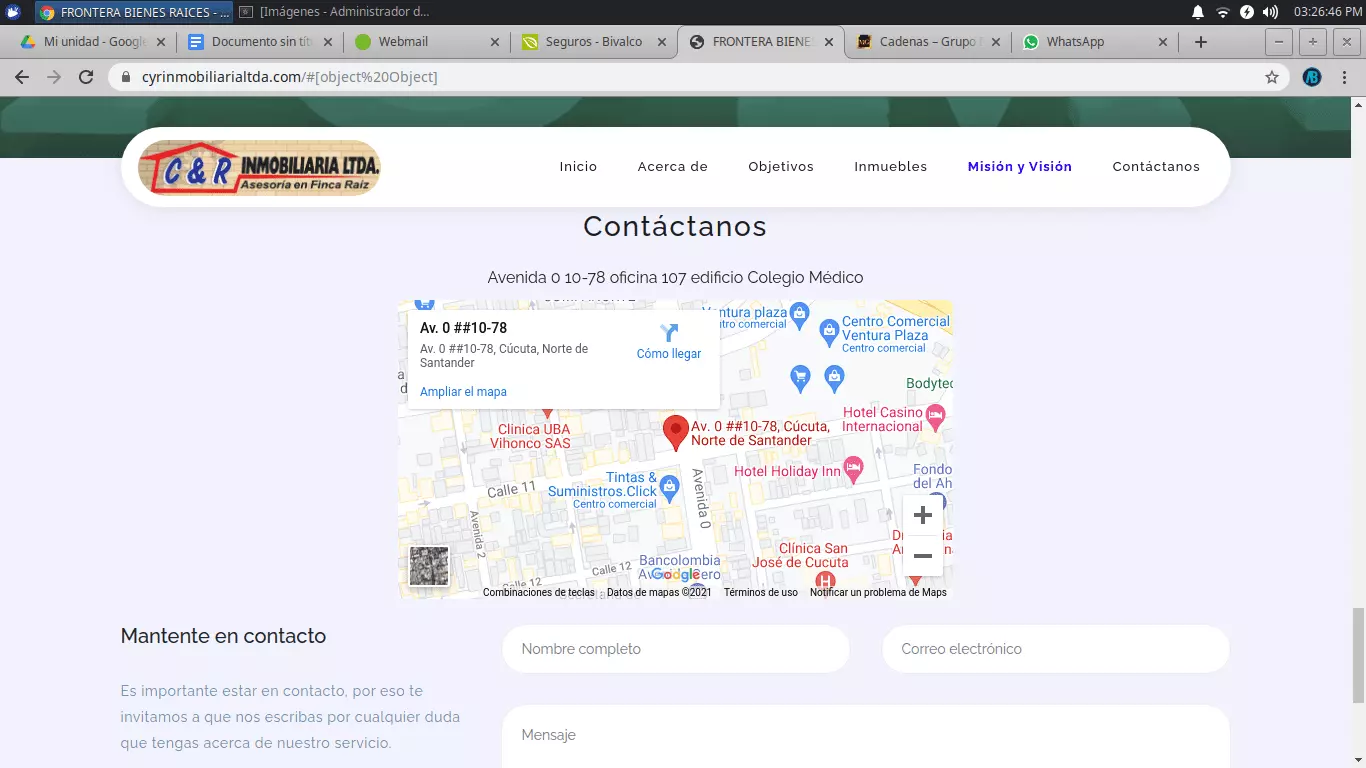 FRONTERA BIENES RAICES - ...
[Imágenes - Administrador d...
03:26:46 PM
Mi unidad - Google
Documento sin tít
Webmail
Seguros - Bivalco
FRONTERA BIENE
Cadenas – Grupo
WhatsApp
cyrinmobiliarialtda.com/#[object%20Object]
C & R INMOBILIARIA LTDA.
Asesoría en Finca Raíz
Inicio
Acerca de
Objetivos
Inmuebles
Misión y Visión
Contáctanos
Contáctanos
Avenida 0 10-78 oficina 107 edificio Colegio Médico
Av. 0 ##10-78
Av. 0 ##10-78, Cúcuta, Norte de
Santander
Cómo llegar
Ampliar el mapa
Ventura plaza
Centro comercial
Centro Comercial
Ventura Plaza
Centro comercial
Bodytec
Hotel Casino
Internacional
Clinica UBA
Vihonco SAS
Av. 0 ##10-78, Cúcuta,
Norte de Santander
Hotel Holiday Inn
Fondo
del Ah
Tintas &
Suministros.Click
Centro comercial
Calle 11
Avenida 0
Avenida 2
Calle 12
Calle 12
Bancolombia
Clínica San
José de Cucuta
Google
Combinaciones de teclas
Datos de mapas ©2021
Términos de uso
Notificar un problema de Maps
Mantente en contacto
Es importante estar en contacto, por eso te
invitamos a que nos escribas por cualquier duda
que tengas acerca de nuestro servicio.
Nombre completo
Correo electrónico
Mensaje